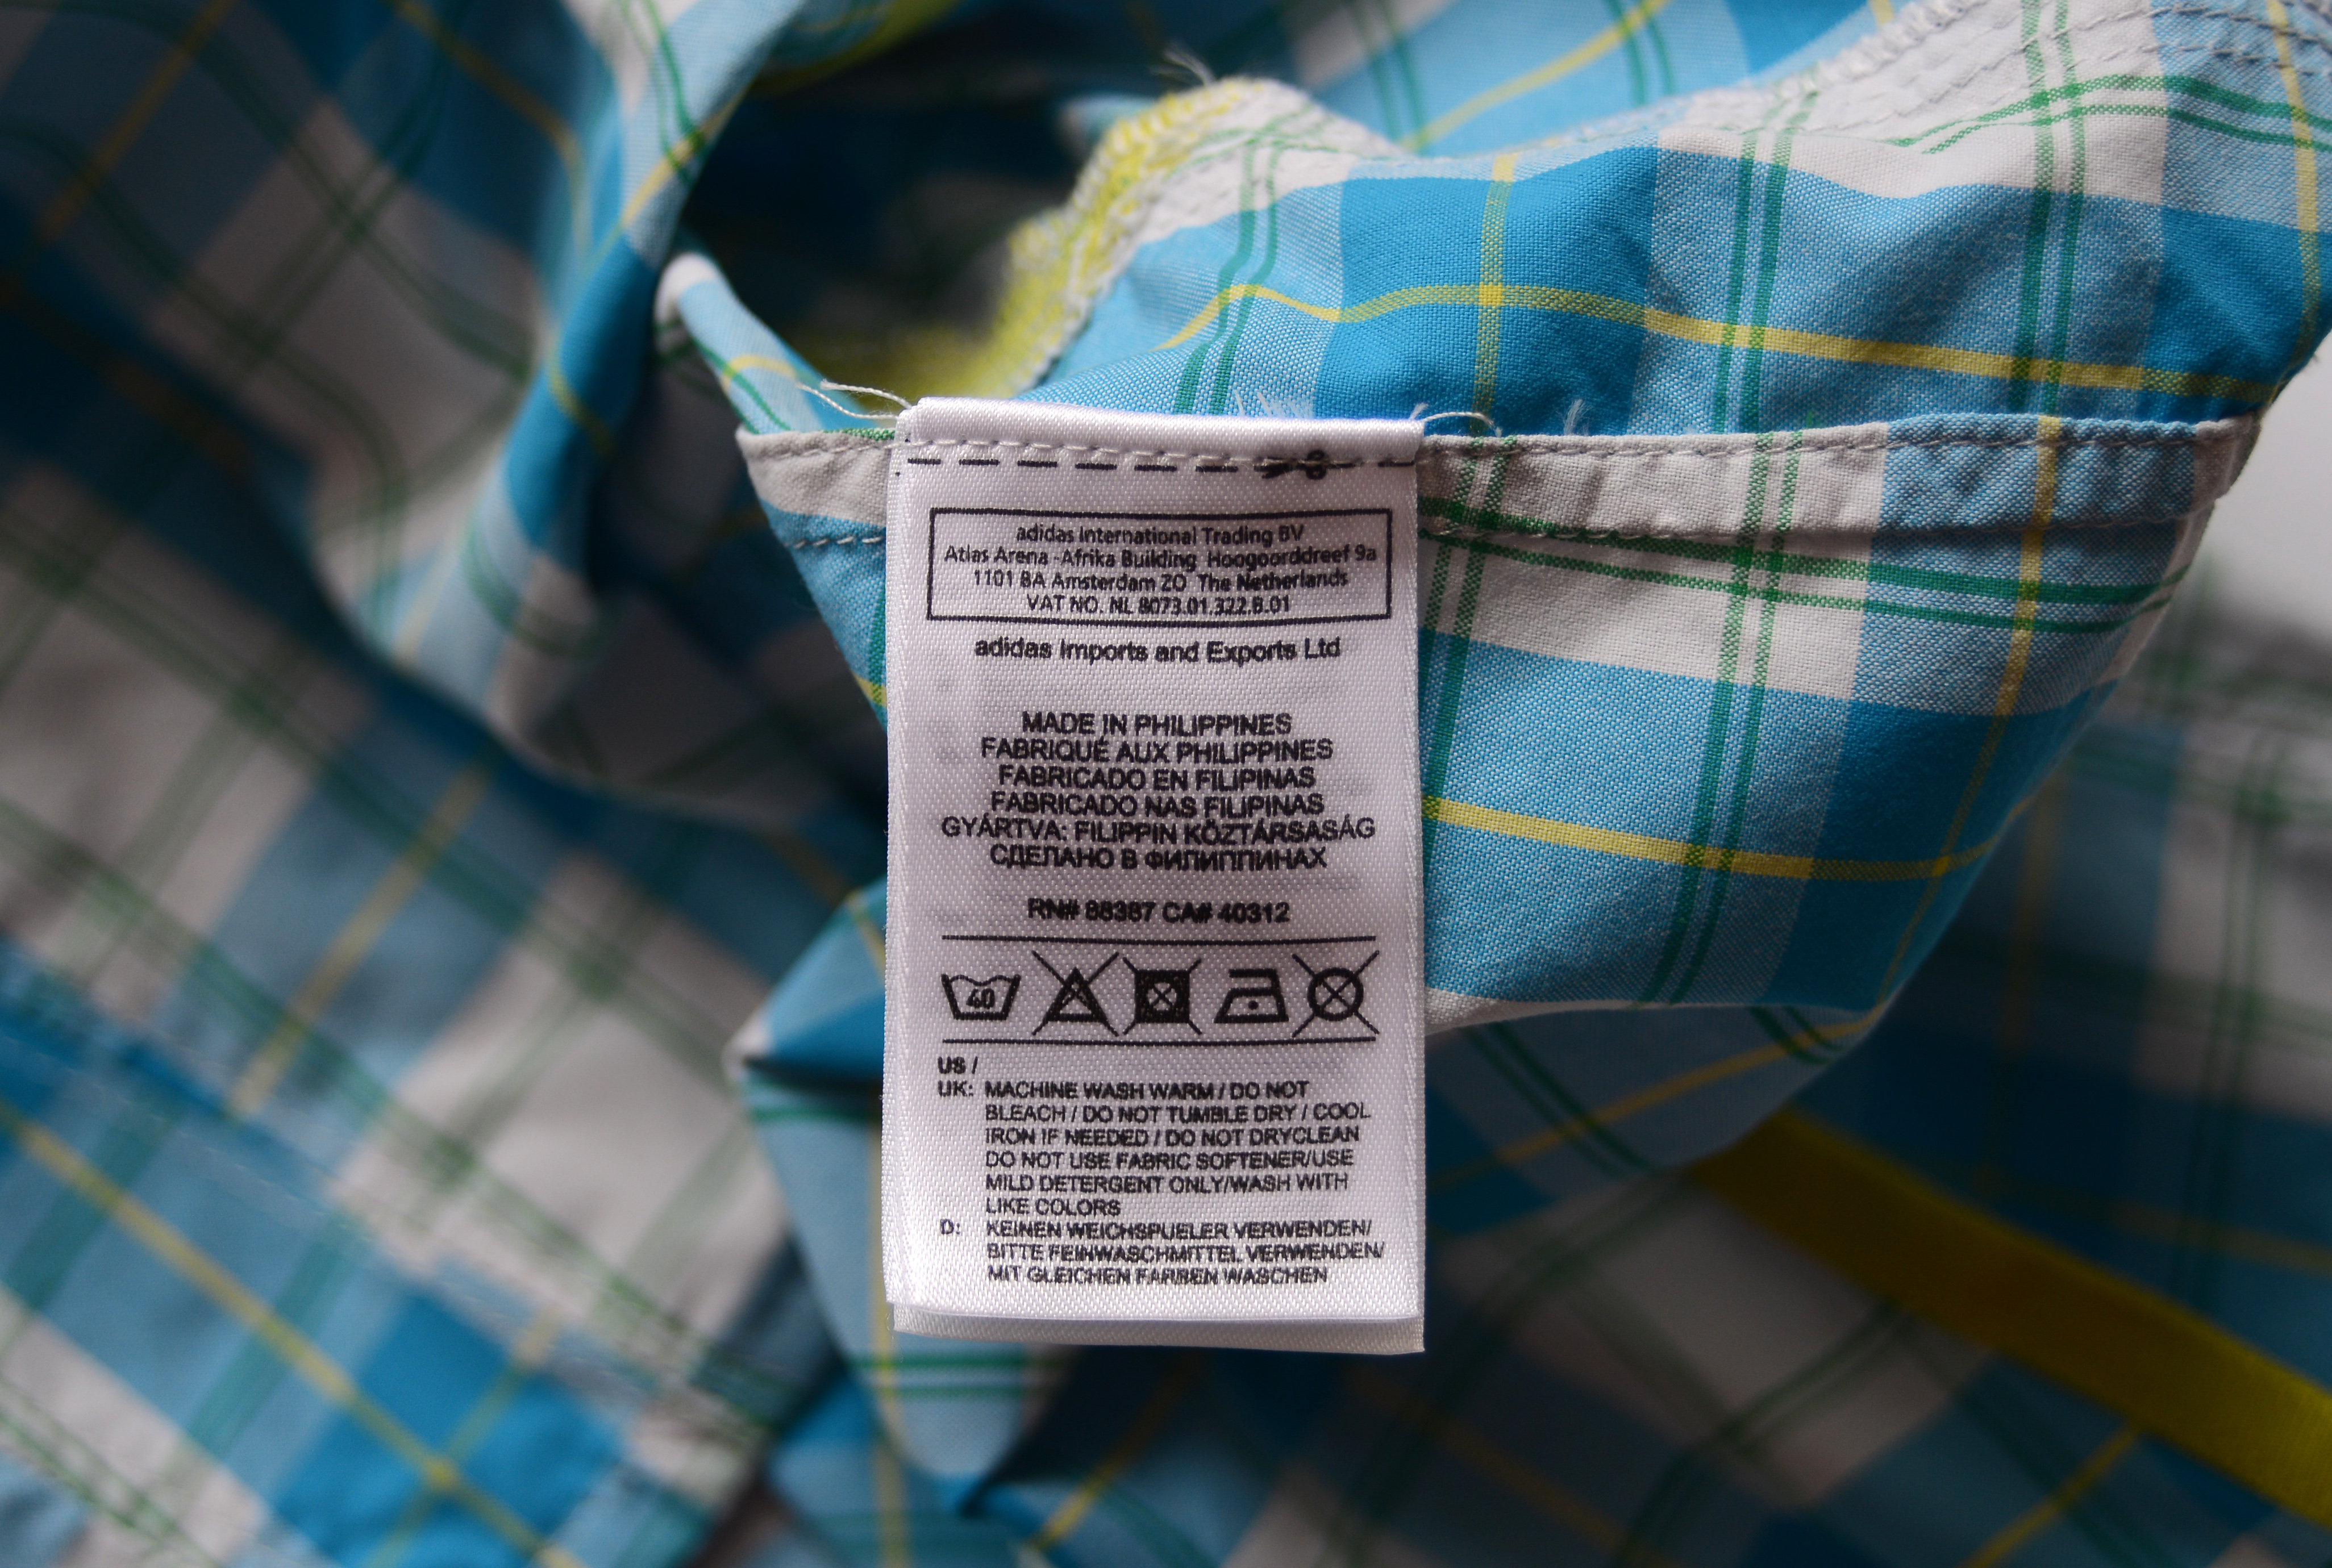 adidas International Trading BV
Atlas Arena -Afrika Building Hoogoorddreef 9a
1101 BA Amsterdam ZO The Netherlands
VAT NO. NL 8073.01.322.B.01
adidas Imports and Exports Ltd
MADE IN PHILIPPINES
FABRIQUÉ AUX PHILIPPINES
FABRICADO EN FILIPINAS
FABRICADO NAS FILIPINAS
GYÁRTVA: FILIPPIN KÖZTÁRSASÁG
СДЕЛАНО В ФИЛИППИНАХ
RN# 88387 CA# 40312
40
US /
UK: MACHINE WASH WARM / DO NOT
BLEACH / DO NOT TUMBLE DRY / COOL
IRON IF NEEDED / DO NOT DRYCLEAN
DO NOT USE FABRIC SOFTENER/USE
MILD DETERGENT ONLY/WASH WITH
LIKE COLORS
D: KEINEN WEICHSPUELER VERWENDEN/
BITTE FEINWASCHMITTEL VERWENDEN/
MIT GLEICHEN FARBEN WASCHEN